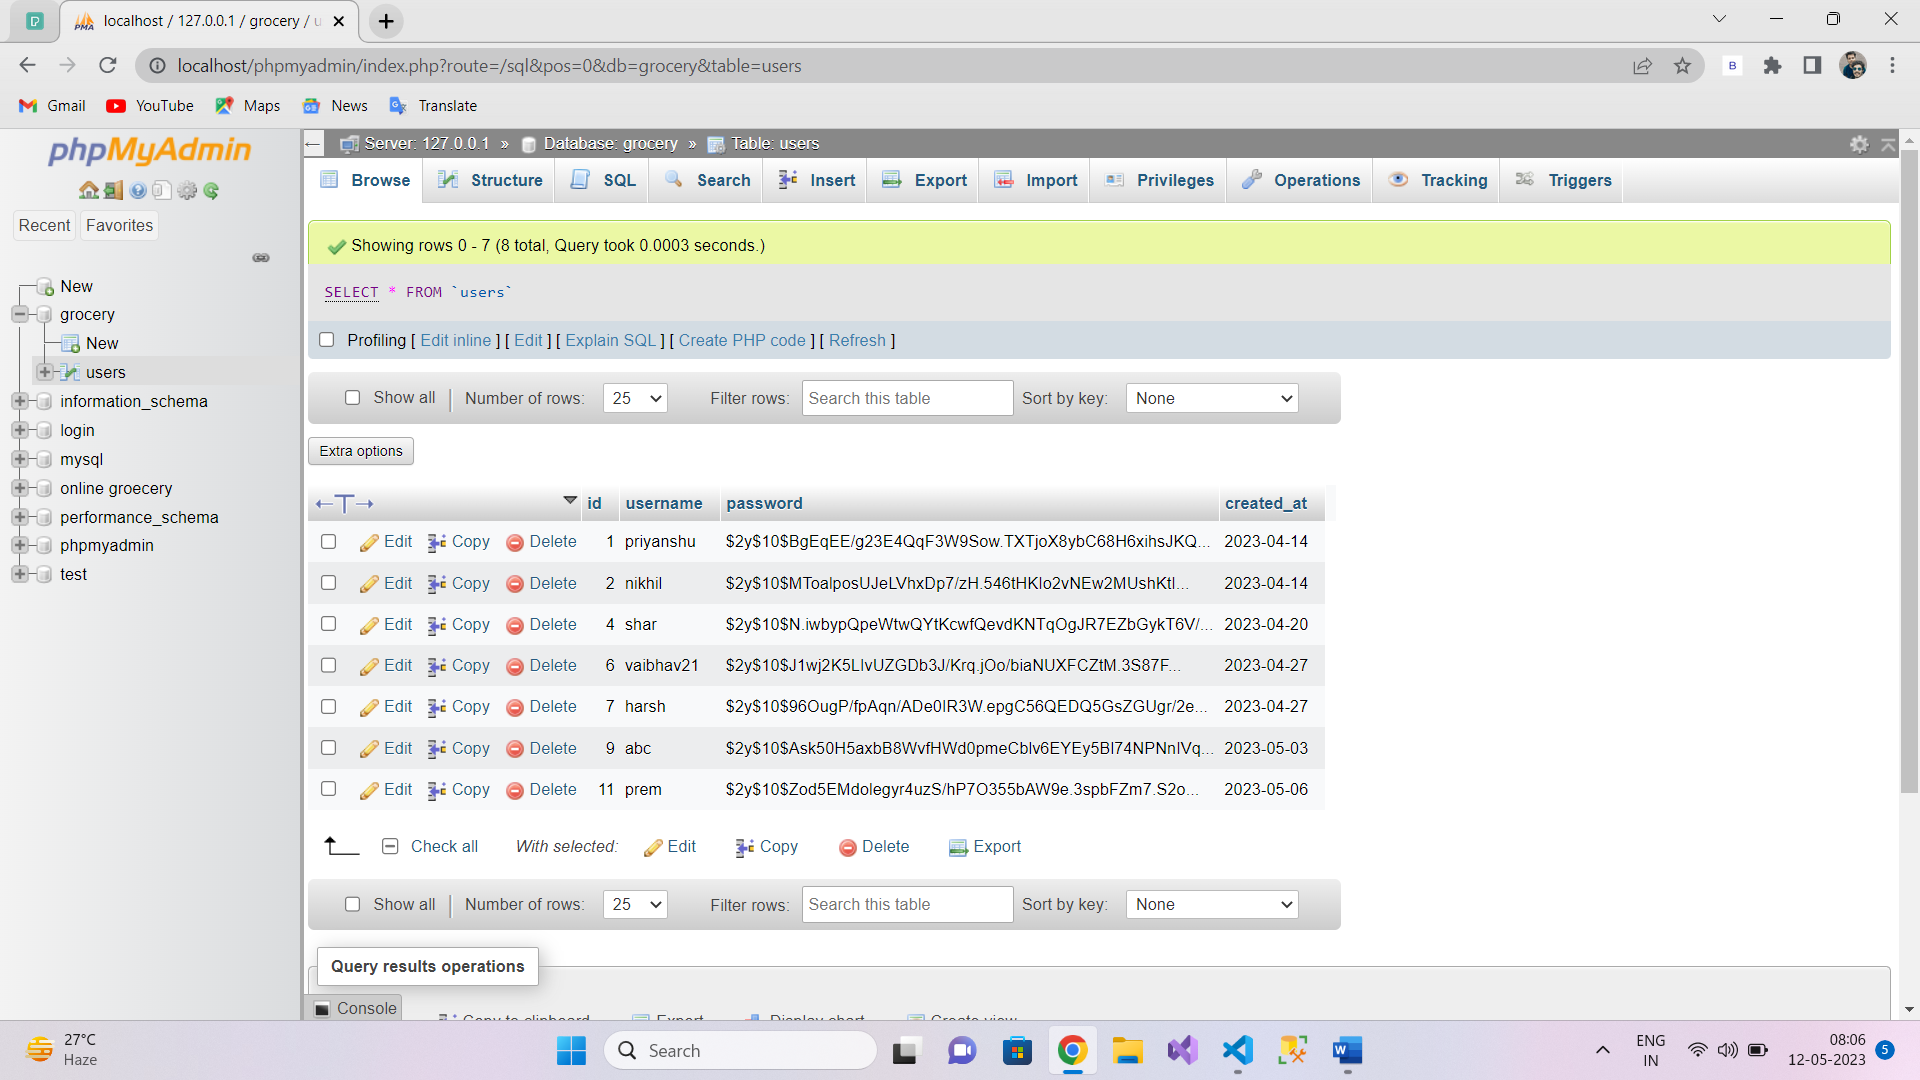 localhost / 127.0.0.1 / grocery / u
localhost/phpmyadmin/index.php?route=/sql&pos=0&db=grocery&table=users
B
Gmail YouTube Maps News Translate
phpMyAdmin
Recent Favorites
New
grocery
New
users
information_schema
login
mysql
online groecery
performance_schema
phpmyadmin
test
Server: 127.0.0.1 » Database: grocery » Table: users
Browse Structure SQL Search Insert Export Import Privileges Operations Tracking Triggers
Showing rows 0 - 7 (8 total, Query took 0.0003 seconds.)
SELECT * FROM `users`
Profiling [ Edit inline ] [ Edit ] [ Explain SQL ] [ Create PHP code ] [ Refresh ]
Show all Number of rows: 25 Filter rows: Search this table Sort by key: None
Extra options
id username password created_at
Edit Copy Delete 1 priyanshu $2y$10$BgEqEE/g23E4QqF3W9Sow.TXTjoX8ybC68H6xihsJKQ... 2023-04-14
Edit Copy Delete 2 nikhil $2y$10$MToalposUJeLVhxDp7/zH.546tHKlo2vNEw2MUshKtl... 2023-04-14
Edit Copy Delete 4 shar $2y$10$N.iwbypQpeWtwQYtKcwfQevdKNTqOgJR7EZbGykT6V/... 2023-04-20
Edit Copy Delete 6 vaibhav21 $2y$10$J1wj2K5LIvUZGDb3J/Krq.jOo/biaNUXFCZtM.3S87F... 2023-04-27
Edit Copy Delete 7 harsh $2y$10$96OugP/fpAqn/ADe0IR3W.epgC56QEDQ5GsZGUgr/2e... 2023-04-27
Edit Copy Delete 9 abc $2y$10$Ask50H5axbB8WvfHWd0pmeCblv6EYEy5Bl74NPNnIVq... 2023-05-03
Edit Copy Delete 11 prem $2y$10$Zod5EMdolegyr4uzS/hP7O355bAW9e.3spbFZm7.S2o... 2023-05-06
Check all With selected: Edit Copy Delete Export
Show all Number of rows: 25 Filter rows: Search this table Sort by key: None
Query results operations
Console
Copy to clipboard Export Display chart Create view
27°C
Haze
Search
ENG
IN
08:06
12-05-2023
5